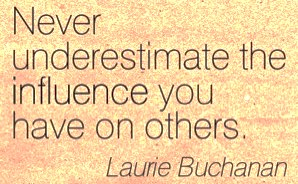 Never
underestimate the
influence you
have on others.
Laurie Buchanan